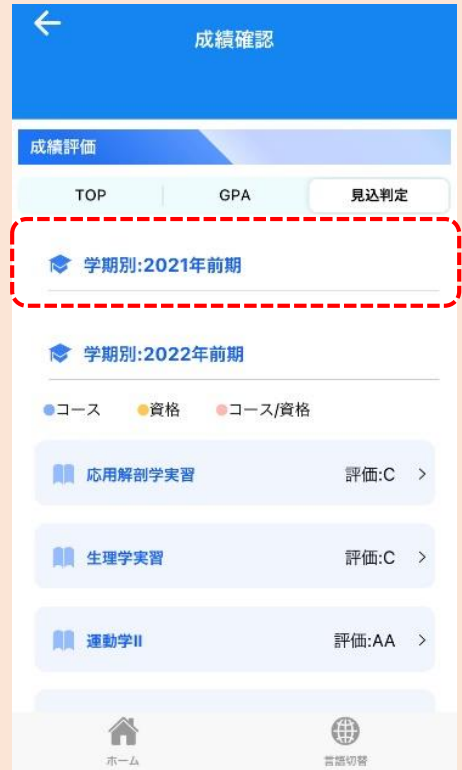 成績確認
成績評価
TOP GPA 見込判定
学期別:2021年前期
学期別:2022年前期
コース 資格 コース/資格
応用解剖学実習 評価:C
生理学実習 評価:C
運動学II 評価:AA
ホーム 言語切替